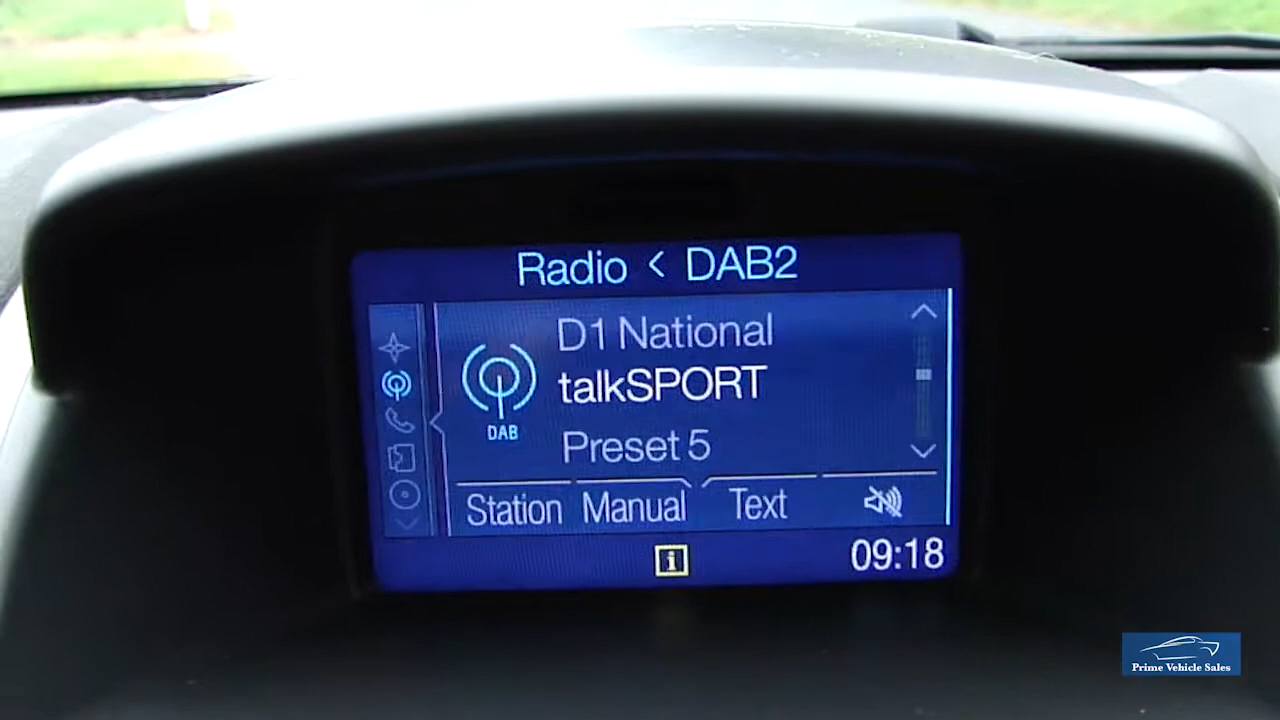 Radio < DAB2
D1 National
talkSPORT
DAB
Preset 5
Station Manual Text
i
09:18
Prime Vehicle Sales